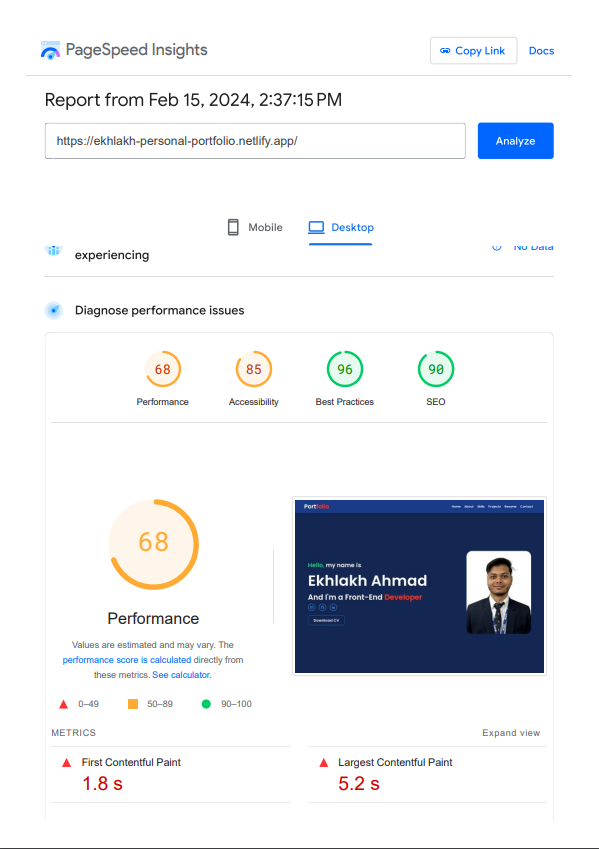 PageSpeed Insights
Copy Link
Docs
Report from Feb 15, 2024, 2:37:15 PM
https://ekhlakh-personal-portfolio.netlify.app/
Analyze
Mobile
Desktop
experiencing
No Data
Diagnose performance issues
68
85
96
90
Performance
Accessibility
Best Practices
SEO
68
Performance
Values are estimated and may vary. The
performance score is calculated directly from
these metrics. See calculator.
0–49
50–89
90–100
Portfolio
Home About Skills Projects Resume Contact
Hello, my name is
Ekhlakh Ahmad
And I'm a Front-End Developer
Download CV
METRICS
Expand view
First Contentful Paint
1.8 s
Largest Contentful Paint
5.2 s